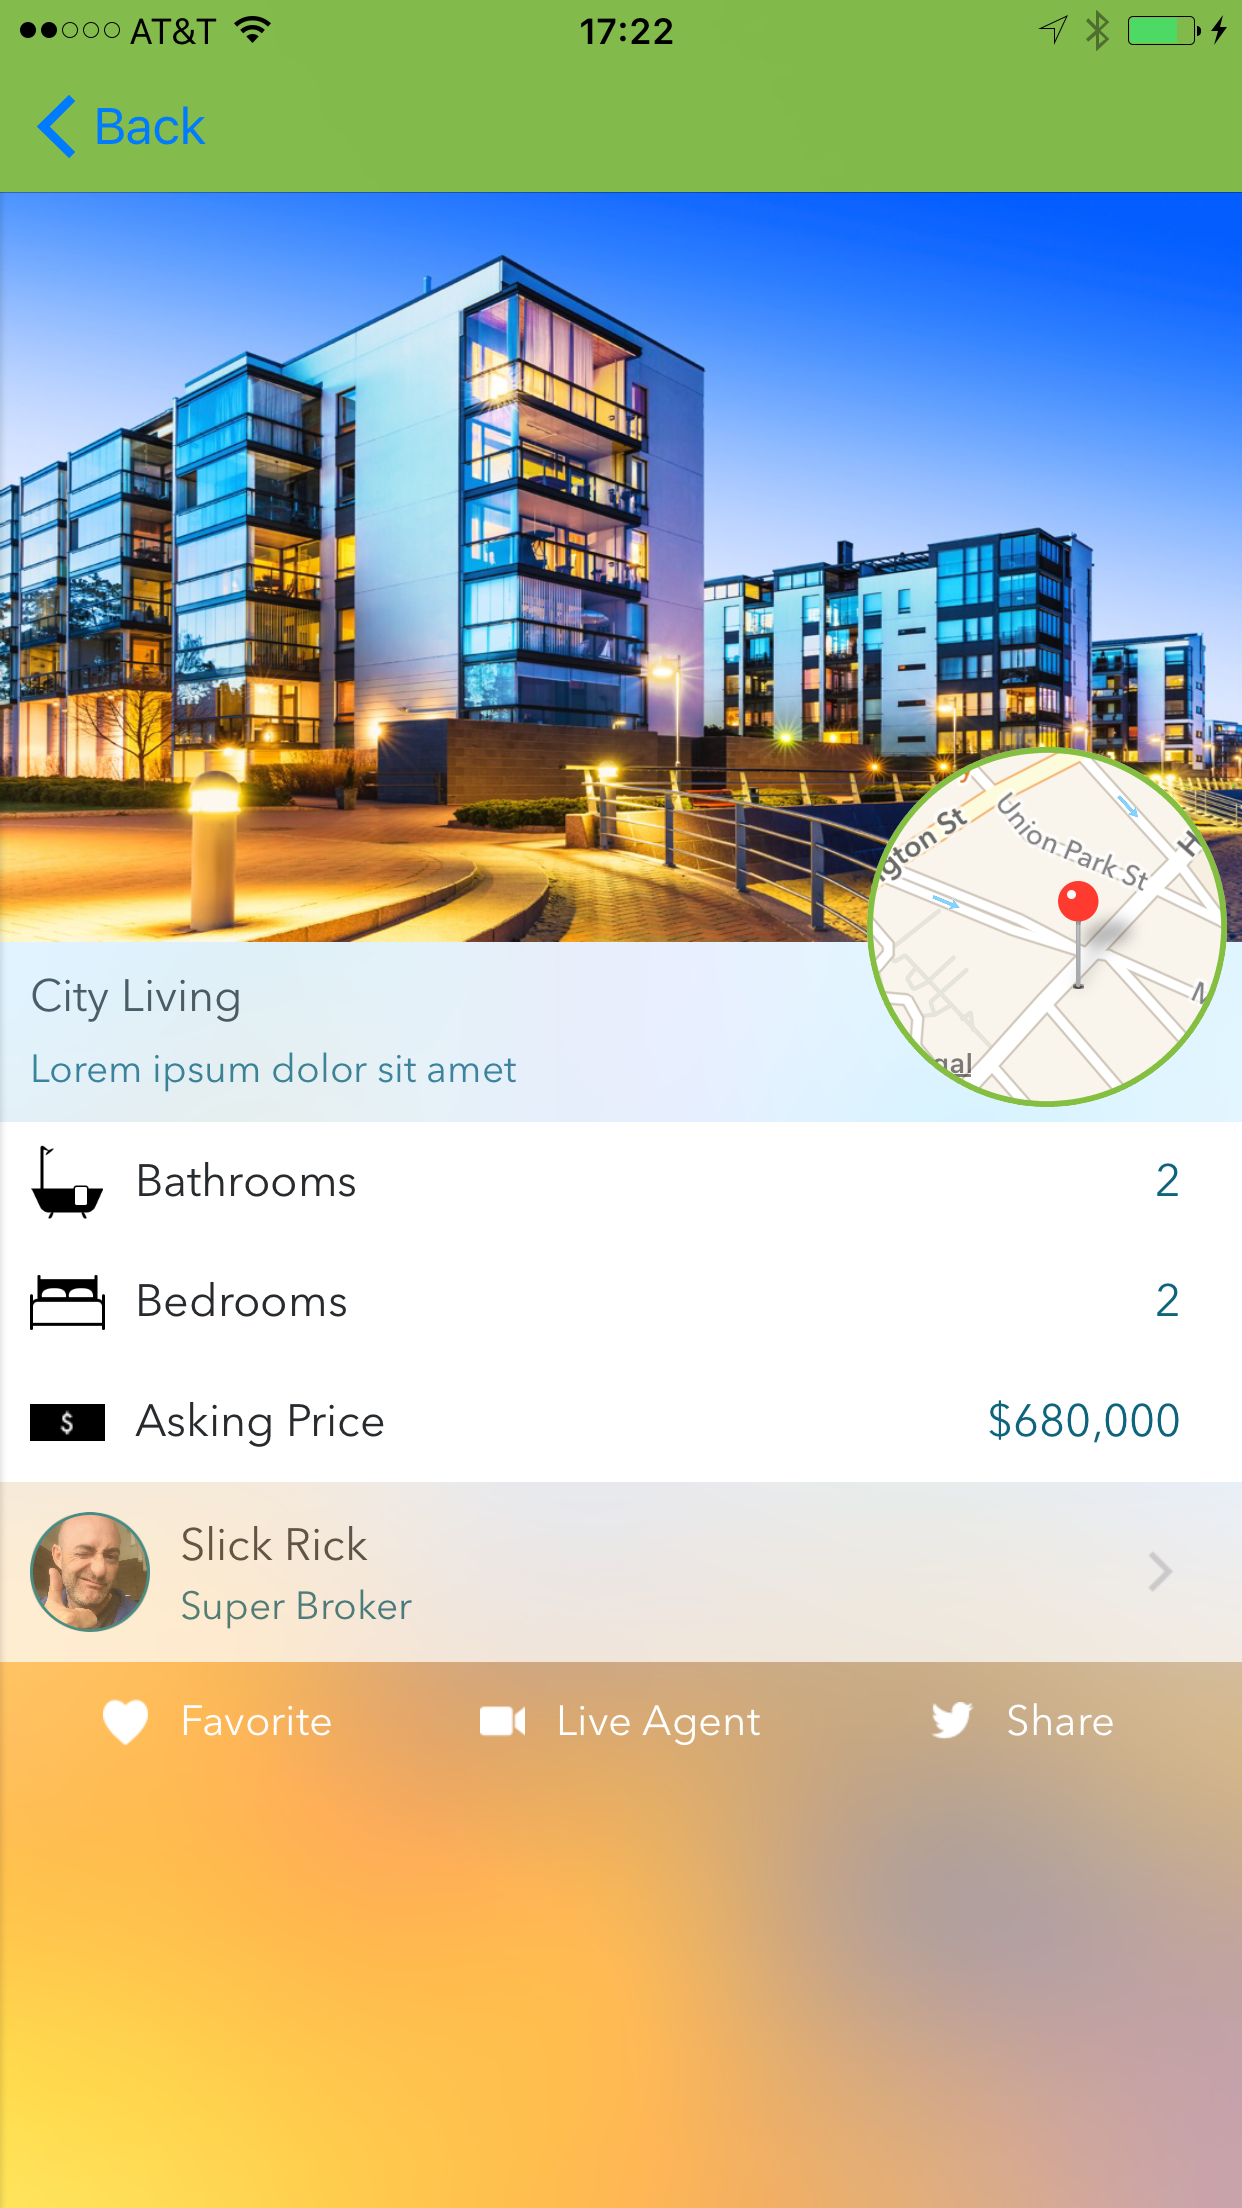 AT&T
17:22
Back
gton St
Union Park St
H
gal
City Living
Lorem ipsum dolor sit amet
Bathrooms
2
Bedrooms
2
$
Asking Price
$680,000
Slick Rick
Super Broker
Favorite
Live Agent
Share